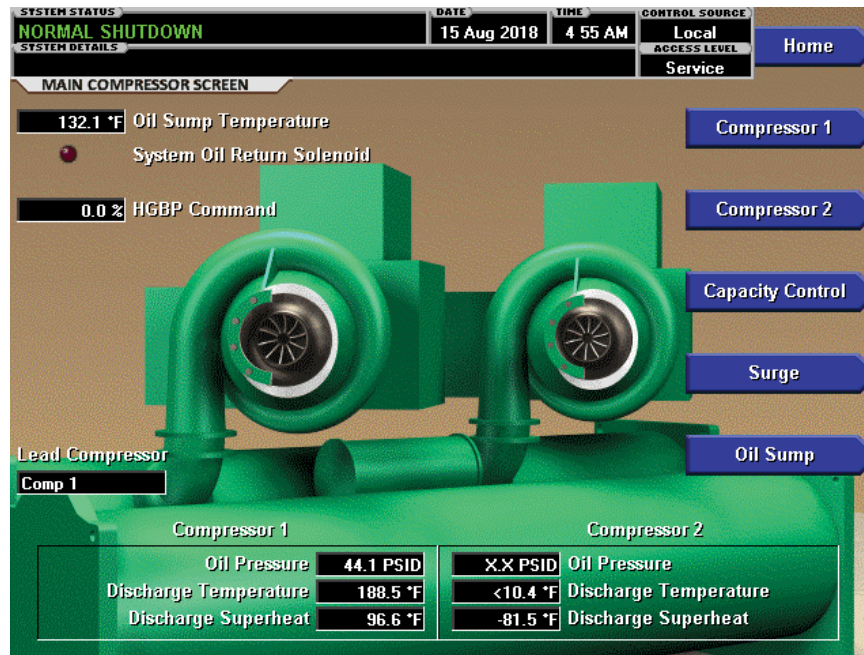 SYSTEM STATUS
NORMAL SHUTDOWN
DATE
15 Aug 2018
TIME
4 55 AM
CONTROL SOURCE
Local
SYSTEM DETAILS
ACCESS LEVEL
Service
Home
MAIN COMPRESSOR SCREEN
132.1 °F Oil Sump Temperature
System Oil Return Solenoid
0.0 % HGBP Command
Compressor 1
Compressor 2
Capacity Control
Surge
Oil Sump
Lead Compressor
Comp 1
Compressor 1
Oil Pressure 44.1 PSID
Discharge Temperature 188.5 °F
Discharge Superheat 96.6 °F
Compressor 2
X.X PSID Oil Pressure
<10.4 °F Discharge Temperature
-81.5 °F Discharge Superheat